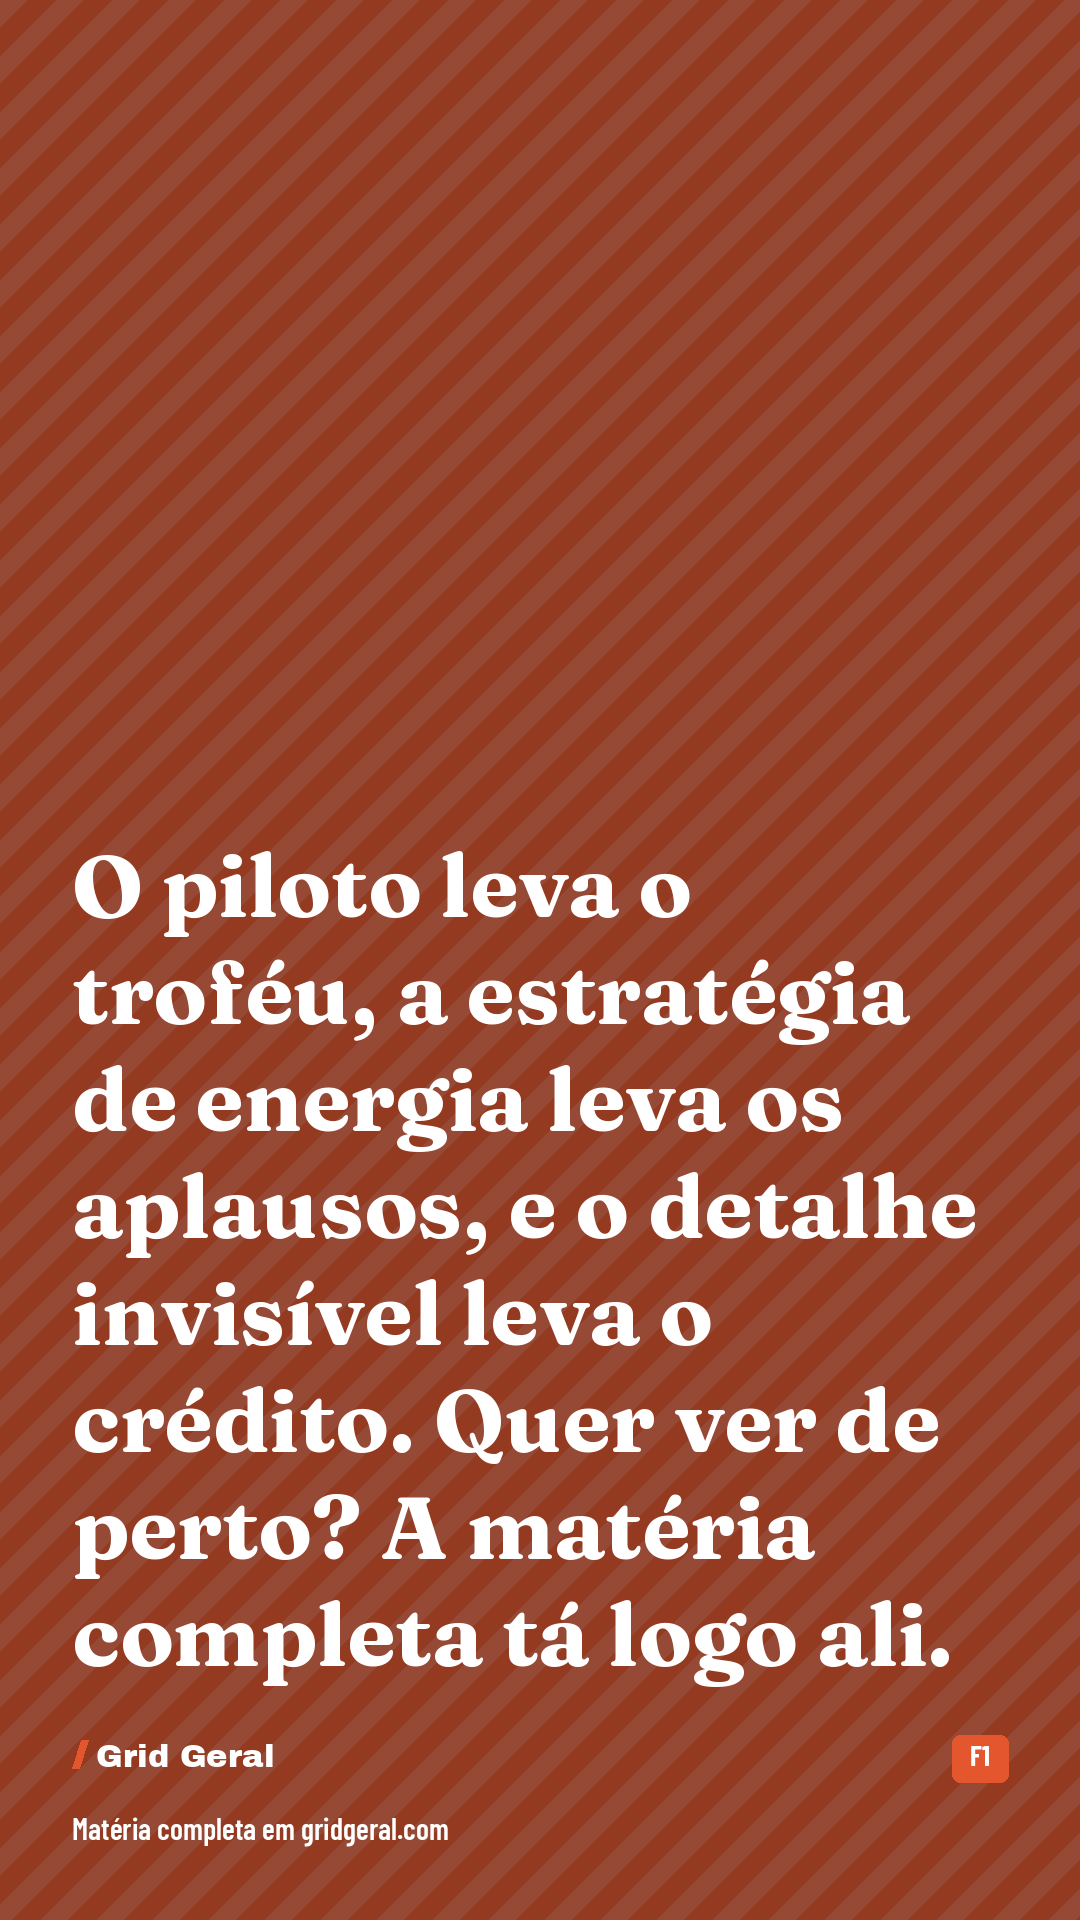 O piloto leva o
troféu, a estratégia
de energia leva os
aplausos, e o detalhe
invisível leva o
crédito. Quer ver de
perto? A matéria
completa tá logo ali.
/ Grid Geral
F1
Matéria completa em gridgeral.com